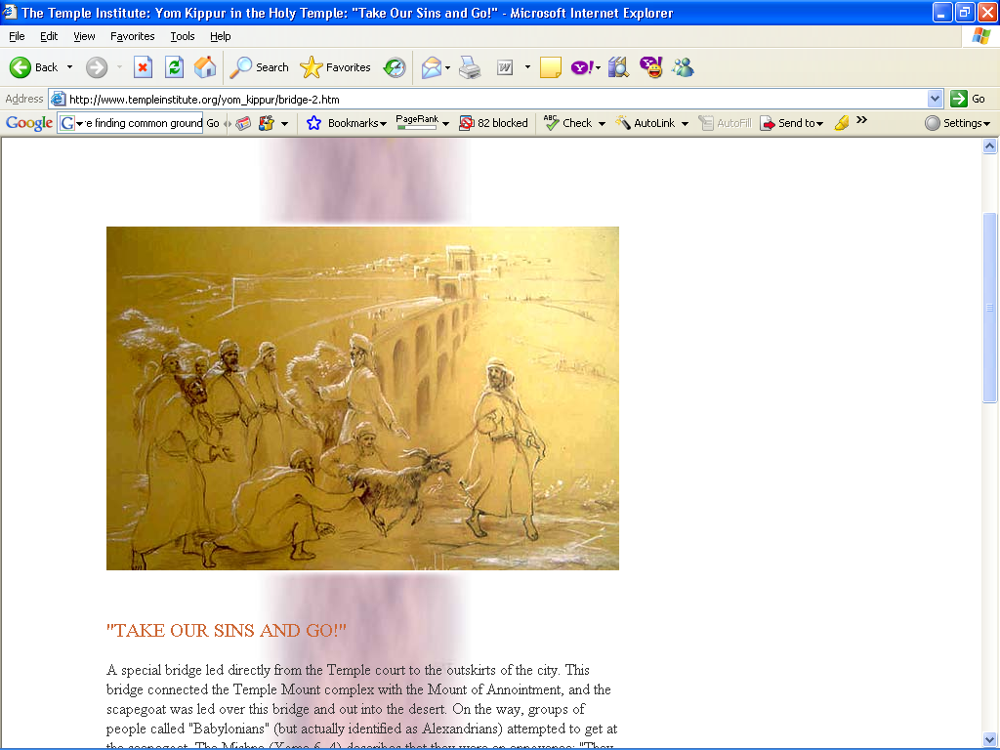 The Temple Institute: Yom Kippur in the Holy Temple: "Take Our Sins and Go!" - Microsoft Internet Explorer
File Edit View Favorites Tools Help
Back Search Favorites
Address http://www.templeinstitute.org/yom_kippur/bridge-2.htm Go
Google G e finding common ground Go Bookmarks PageRank 82 blocked ABC Check AutoLink AutoFill Send to Settings
"TAKE OUR SINS AND GO!"
A special bridge led directly from the Temple court to the outskirts of the city. This
bridge connected the Temple Mount complex with the Mount of Annointment, and the
scapegoat was led over this bridge and out into the desert. On the way, groups of
people called "Babylonians" (but actually identified as Alexandrians) attempted to get at
the scapegoat. The Mishna (Yoma 6, 4) describes that they were an annoyance: "They